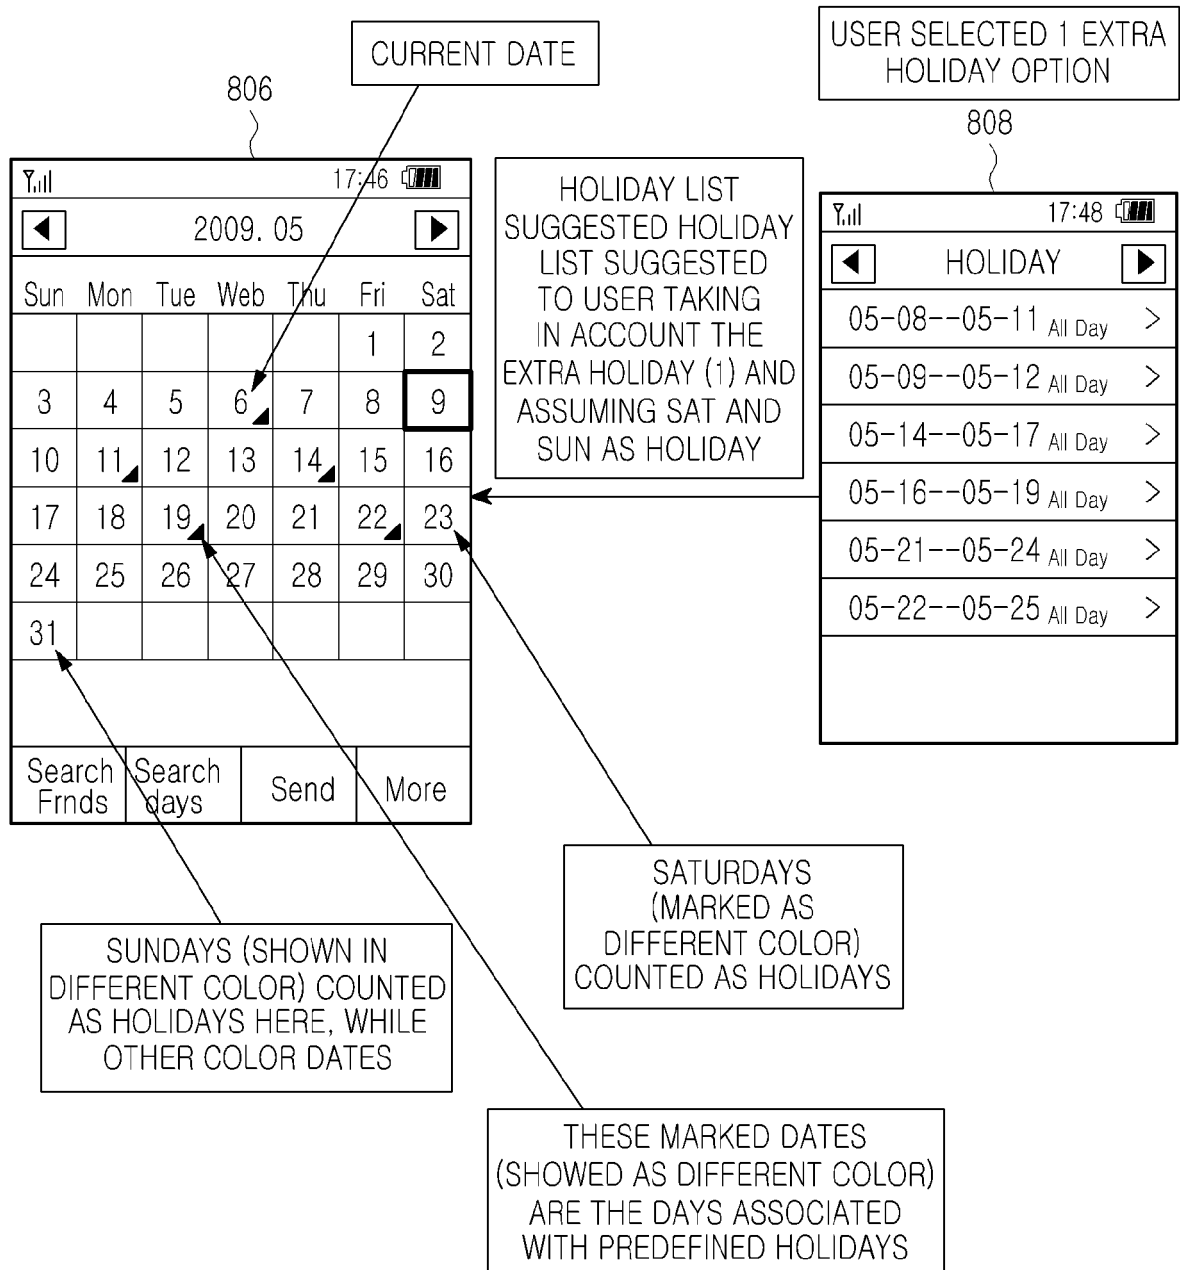 CURRENT DATE
USER SELECTED 1 EXTRA
HOLIDAY OPTION
806
808
17:46
2009. 05
Sun Mon Tue Web Thu Fri Sat
1 2
3 4 5 6 7 8 9
10 11 12 13 14 15 16
17 18 19 20 21 22 23
24 25 26 27 28 29 30
31
Search Frnds
Search days
Send
More
HOLIDAY LIST
SUGGESTED HOLIDAY
LIST SUGGESTED
TO USER TAKING
IN ACCOUNT THE
EXTRA HOLIDAY (1) AND
ASSUMING SAT AND
SUN AS HOLIDAY
17:48
HOLIDAY
05-08--05-11 All Day >
05-09--05-12 All Day >
05-14--05-17 All Day >
05-16--05-19 All Day >
05-21--05-24 All Day >
05-22--05-25 All Day >
SATURDAYS
(MARKED AS
DIFFERENT COLOR)
COUNTED AS HOLIDAYS
SUNDAYS (SHOWN IN
DIFFERENT COLOR) COUNTED
AS HOLIDAYS HERE, WHILE
OTHER COLOR DATES
THESE MARKED DATES
(SHOWED AS DIFFERENT COLOR)
ARE THE DAYS ASSOCIATED
WITH PREDEFINED HOLIDAYS